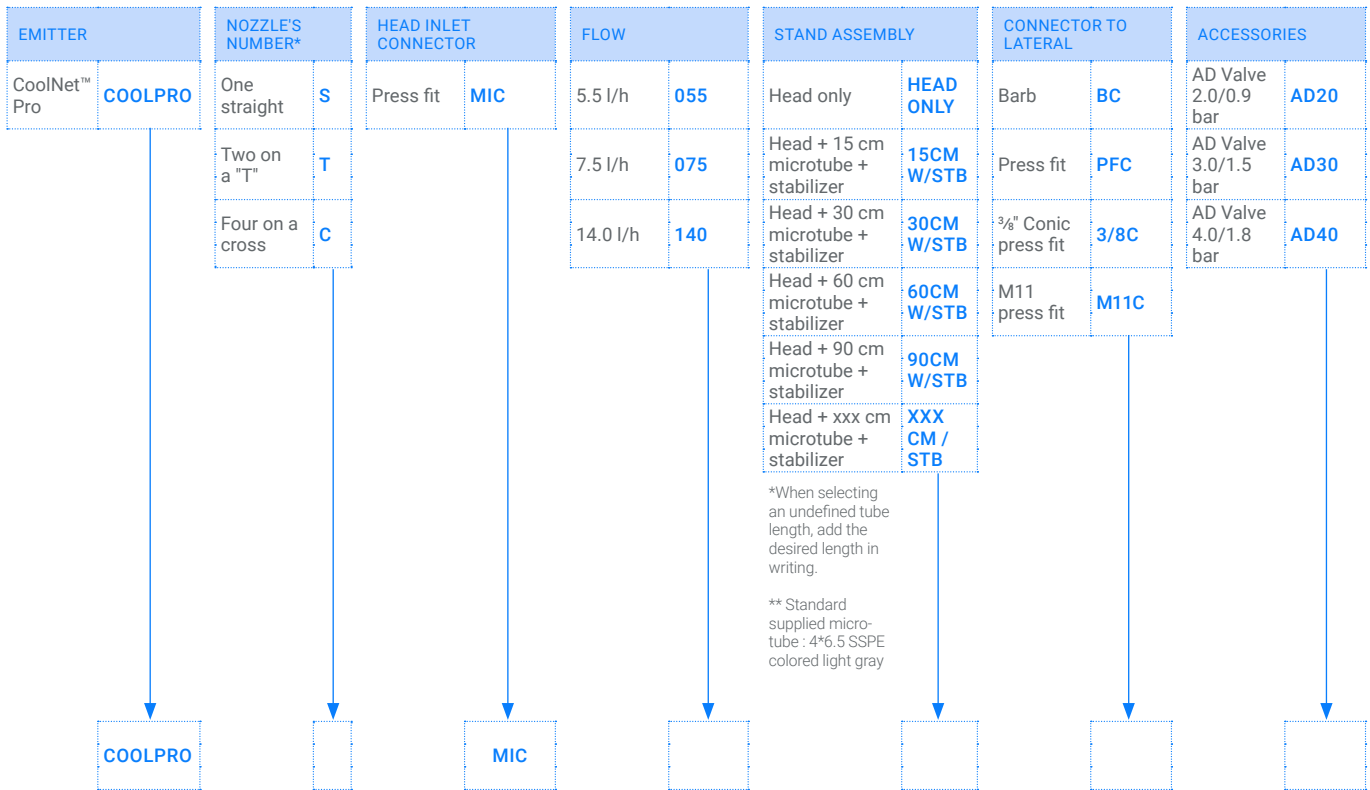 EMITTER
CoolNet™
Pro
COOLPRO
NOZZLE'S
NUMBER*
One
straight
S
Two on
a "T"
T
Four on a
cross
C
HEAD INLET
CONNECTOR
Press fit
MIC
FLOW
5.5 l/h
055
7.5 l/h
075
14.0 l/h
140
STAND ASSEMBLY
Head only
HEAD
ONLY
Head + 15 cm
microtube +
stabilizer
15CM
W/STB
Head + 30 cm
microtube +
stabilizer
30CM
W/STB
Head + 60 cm
microtube +
stabilizer
60CM
W/STB
Head + 90 cm
microtube +
stabilizer
90CM
W/STB
Head + xxx cm
microtube +
stabilizer
XXX
CM /
STB
*When selecting
an undefined tube
length, add the
desired length in
writing.
** Standard
supplied micro-
tube : 4*6.5 SSPE
colored light gray
CONNECTOR TO
LATERAL
Barb
BC
Press fit
PFC
⅜" Conic
press fit
3/8C
M11
press fit
M11C
ACCESSORIES
AD Valve
2.0/0.9
bar
AD20
AD Valve
3.0/1.5
bar
AD30
AD Valve
4.0/1.8
bar
AD40
COOLPRO
MIC